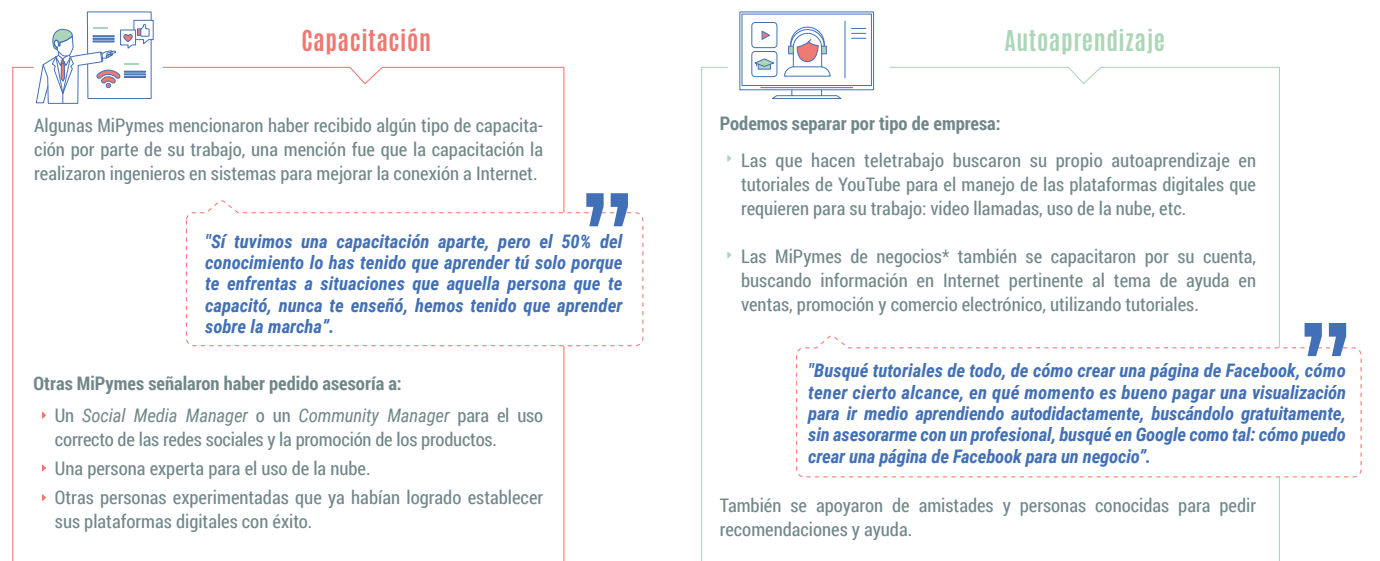 Capacitación
Algunas MiPymes mencionaron haber recibido algún tipo de capacita-
ción por parte de su trabajo, una mención fue que la capacitación la
realizaron ingenieros en sistemas para mejorar la conexión a Internet.
"Sí tuvimos una capacitación aparte, pero el 50% del
conocimiento lo has tenido que aprender tú solo porque
te enfrentas a situaciones que aquella persona que te
capacitó, nunca te enseñó, hemos tenido que aprender
sobre la marcha”.
Otras MiPymes señalaron haber pedido asesoría a:
Un Social Media Manager o un Community Manager para el uso
correcto de las redes sociales y la promoción de los productos.
Una persona experta para el uso de la nube.
Otras personas experimentadas que ya habían logrado establecer
sus plataformas digitales con éxito.
Autoaprendizaje
Podemos separar por tipo de empresa:
Las que hacen teletrabajo buscaron su propio autoaprendizaje en
tutoriales de YouTube para el manejo de las plataformas digitales que
requieren para su trabajo: video llamadas, uso de la nube, etc.
Las MiPymes de negocios* también se capacitaron por su cuenta,
buscando información en Internet pertinente al tema de ayuda en
ventas, promoción y comercio electrónico, utilizando tutoriales.
"Busqué tutoriales de todo, de cómo crear una página de Facebook, cómo
tener cierto alcance, en qué momento es bueno pagar una visualización
para ir medio aprendiendo autodidactamente, buscándolo gratuitamente,
sin asesorarme con un profesional, busqué en Google como tal: cómo puedo
crear una página de Facebook para un negocio”.
También se apoyaron de amistades y personas conocidas para pedir
recomendaciones y ayuda.